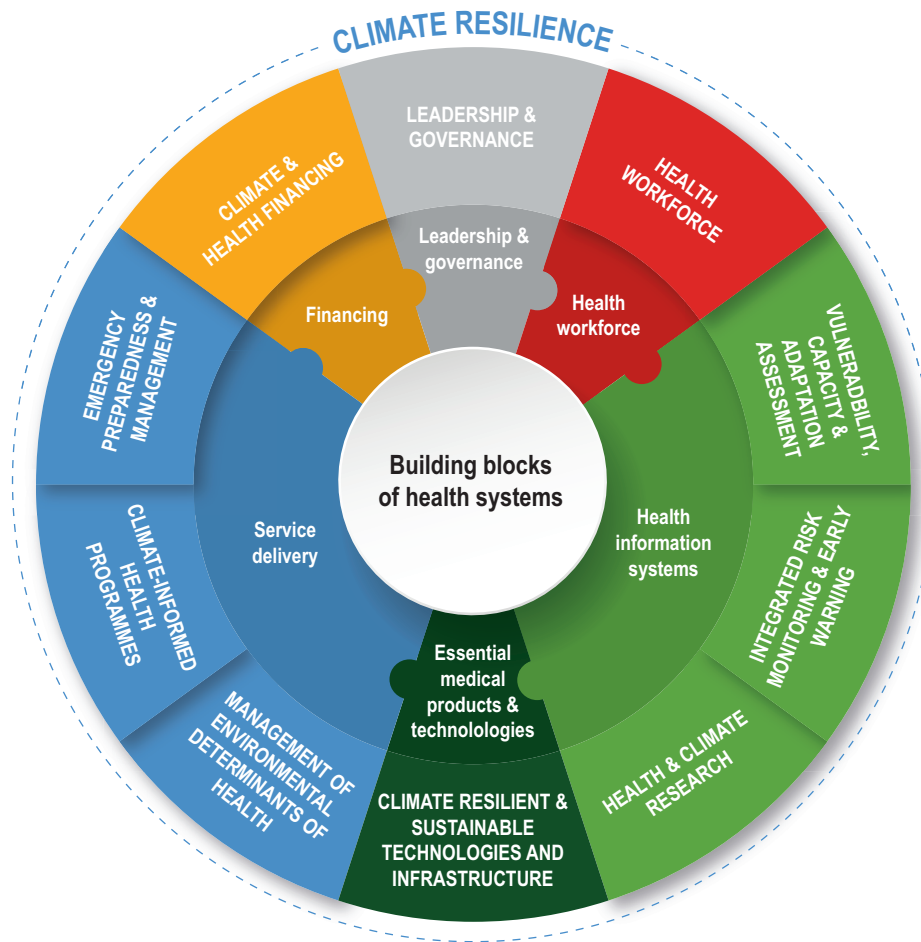 CLIMATE RESILIENCE
LEADERSHIP &
GOVERNANCE
HEALTH
WORKFORCE
VULNERADBILITY,
CAPACITY &
ADAPTATION
ASSESSMENT
INTEGRATED RISK
MONITORING & EARLY
WARNING
HEALTH & CLIMATE
RESEARCH
CLIMATE RESILIENT &
SUSTAINABLE
TECHNOLOGIES AND
INFRASTRUCTURE
MANAGEMENT OF
ENVIRONMENTAL
DETERMINANTS OF
HEALTH
CLIMATE-INFORMED
HEALTH
PROGRAMMES
EMERGENCY
PREPAREDNESS &
MANAGEMENT
CLIMATE &
HEALTH FINANCING
Leadership &
governance
Health
workforce
Health
information
systems
Essential
medical
products &
technolologies
Service
delivery
Financing
Building blocks
of health systems